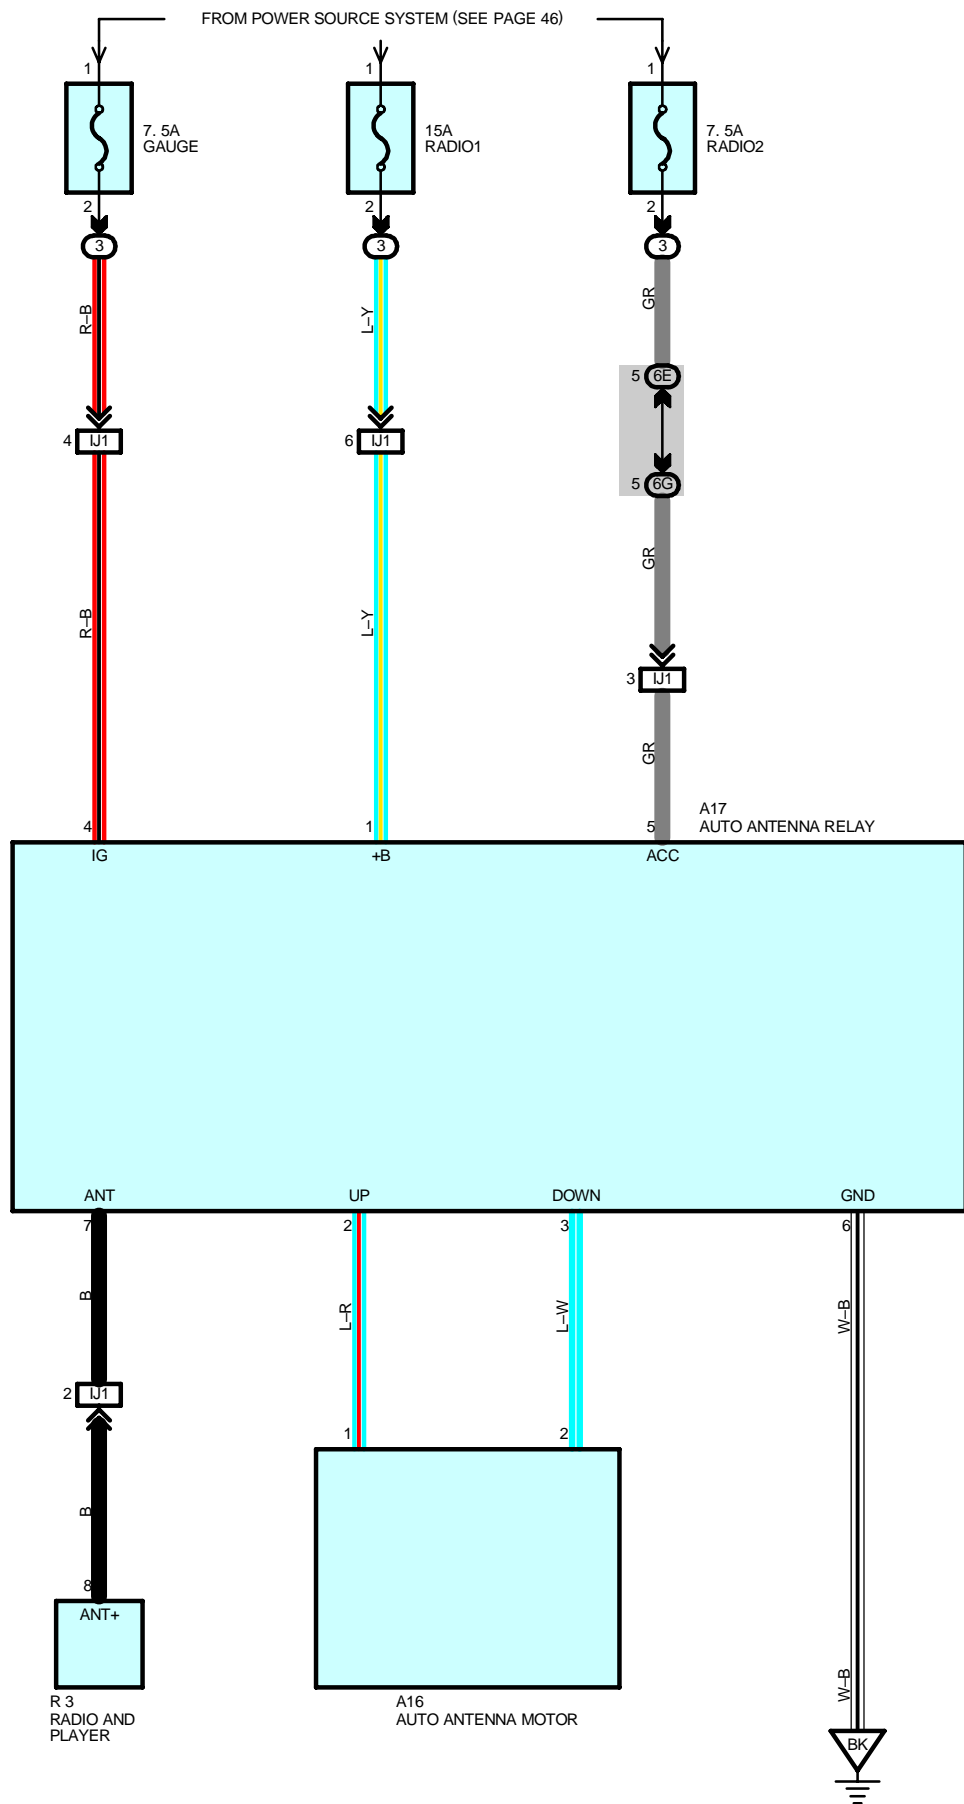 FROM POWER SOURCE SYSTEM (SEE PAGE 46)
1
1
1
7. 5A
GAUGE
15A
RADIO1
7. 5A
RADIO2
2
2
2
3
3
3
R–B
L–Y
GR
5
6E
4
IJ1
6
IJ1
5
6G
GR
R–B
L–Y
3
IJ1
GR
A17
AUTO ANTENNA RELAY
4
1
5
IG
+B
ACC
ANT
UP
DOWN
GND
7
2
3
6
B
L–R
L–W
W–B
2
IJ1
1
2
B
8
ANT+
R 3
RADIO AND
PLAYER
A16
AUTO ANTENNA MOTOR
W–B
BK